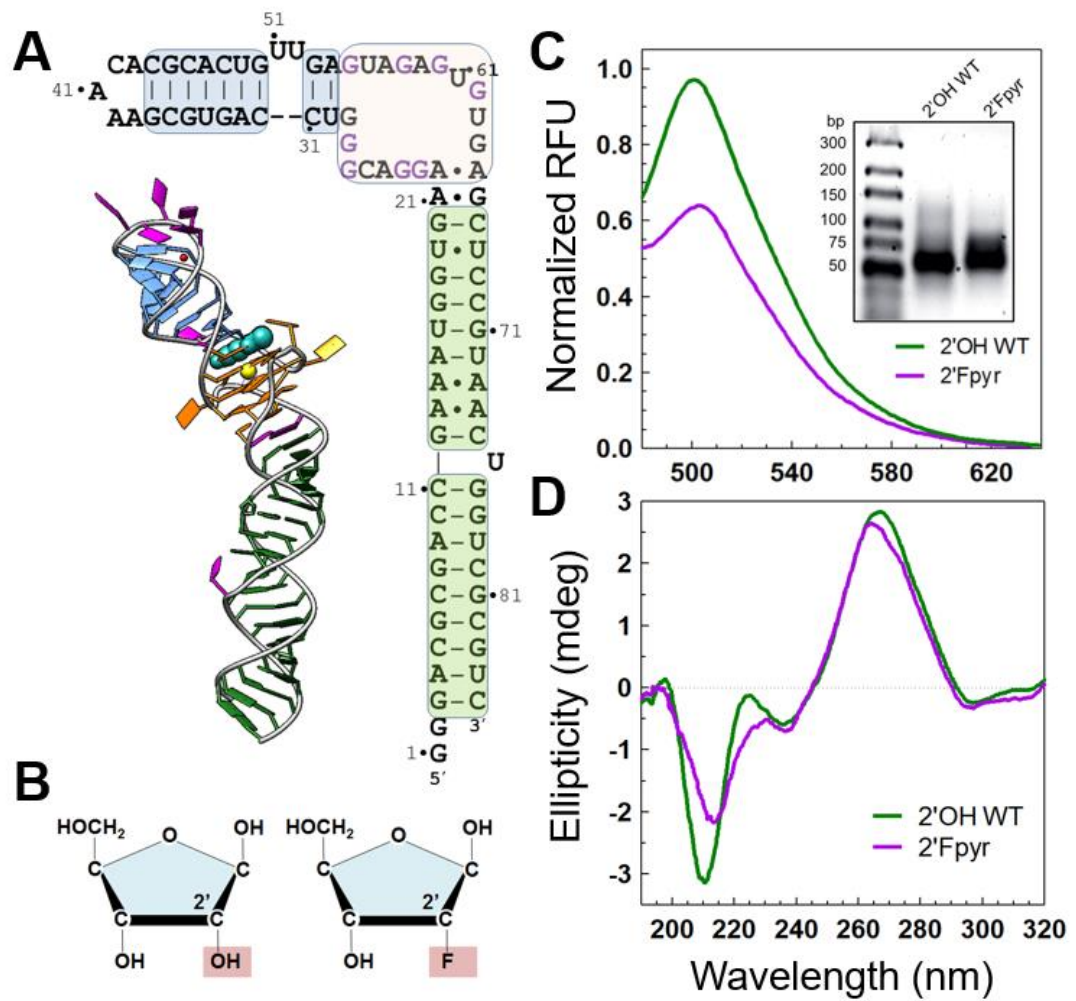 A
51
UU
CACGCACUG GAGUAGAGU 61
41 A
AAGCGUGAC--CUG
31
G
G
U
G
G
GCAGGA • A
21 A • G
G C
U • U
G C
G C
U • G 71
A U
A • A
A • A
G C
U
11 C – G
C – G
A – U
G – C
C – G 81
G – C
C – G
A – U
G – C
3′
1 G
G
5′
B
HOCH2 O OH
C C
2'
C C
OH OH
HOCH2 O OH
C C
2'
C C
OH F
C
Normalized RFU
1.0
0.8
0.6
0.4
0.2
0.0
500 540 580 620
bp
2'OH WT
2'Fpyr
300
200
150
100
75
50
2'OH WT
2'Fpyr
D
Ellipticity (mdeg)
3
2
1
0
-1
-2
-3
200 220 240 260 280 300 320
2'OH WT
2'Fpyr
Wavelength (nm)